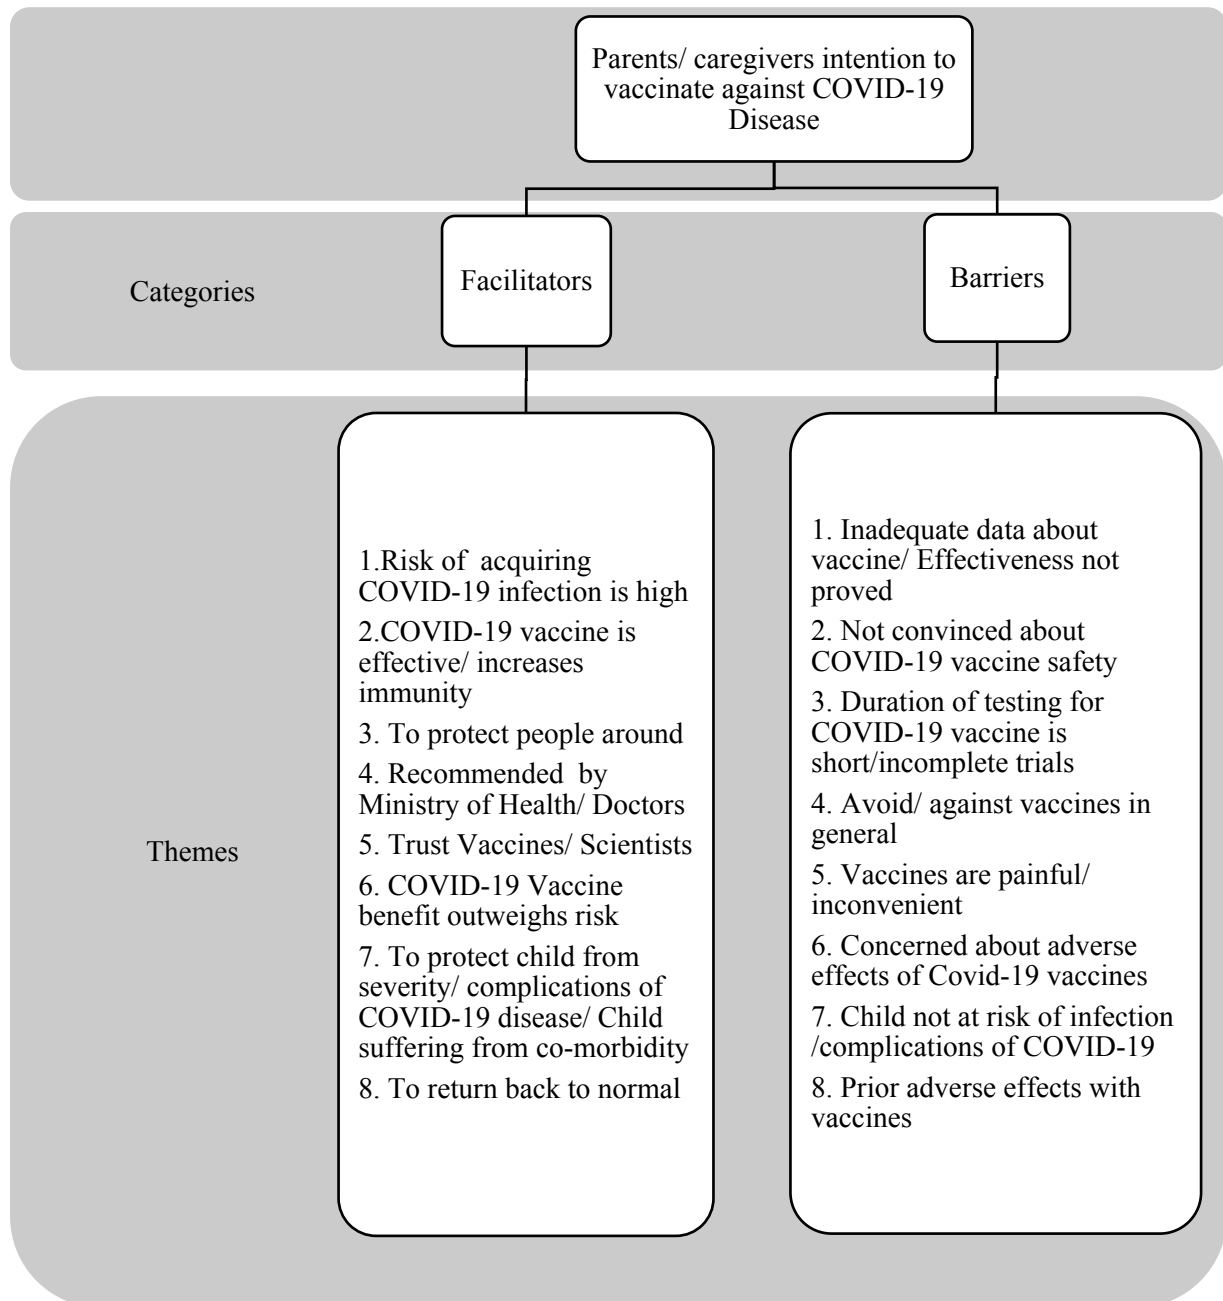 Parents/ caregivers intention to
vaccinate against COVID-19
Disease
Categories
Facilitators
Barriers
Themes
1.Risk of  acquiring
COVID-19 infection is high
2.COVID-19 vaccine is
effective/ increases
immunity
3. To protect people around
4. Recommended  by
Ministry of Health/ Doctors
5. Trust Vaccines/ Scientists
6. COVID-19 Vaccine
benefit outweighs risk
7. To protect child from
severity/ complications of
COVID-19 disease/ Child
suffering from co-morbidity
8. To return back to normal
1. Inadequate data about
vaccine/ Effectiveness not
proved
2. Not convinced about
COVID-19 vaccine safety
3. Duration of testing for
COVID-19 vaccine is
short/incomplete trials
4. Avoid/ against vaccines in
general
5. Vaccines are painful/
inconvenient
6. Concerned about adverse
effects of Covid-19 vaccines
7. Child not at risk of infection
/complications of COVID-19
8. Prior adverse effects with
vaccines